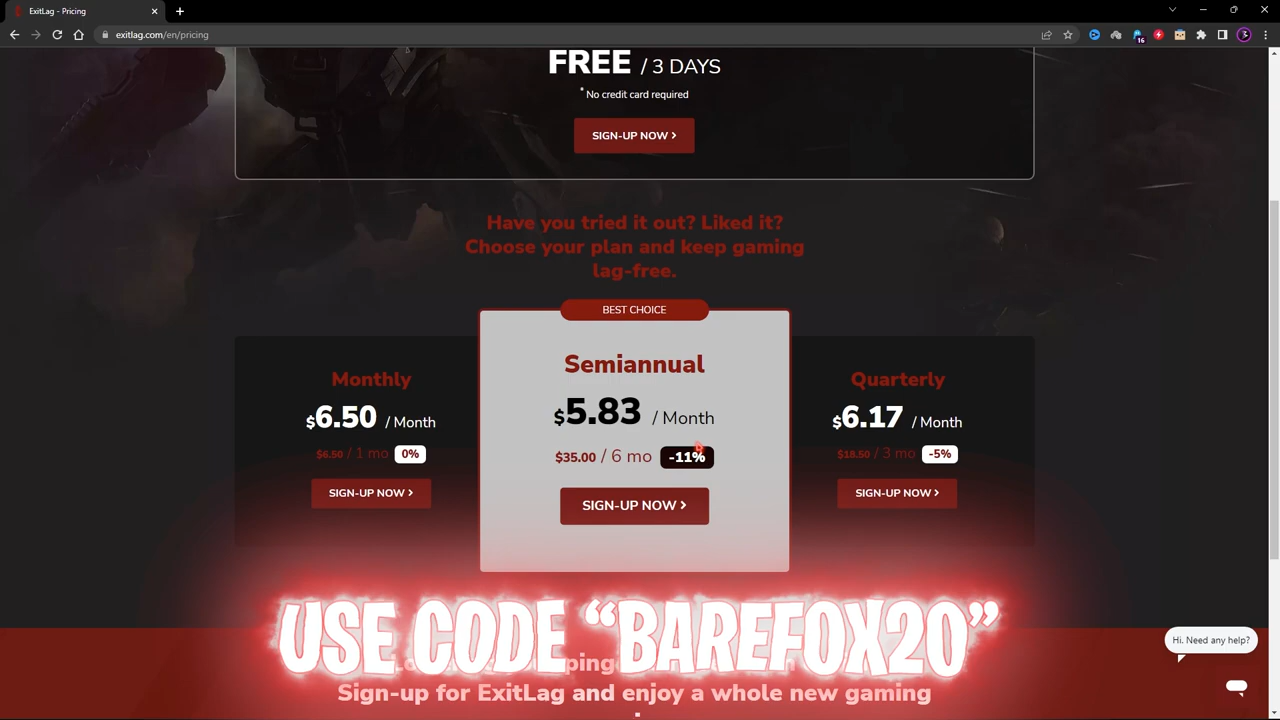 ExitLag - Pricing
exitlag.com/en/pricing
16
FREE / 3 DAYS
* No credit card required
SIGN-UP NOW >
Have you tried it out? Liked it?
Choose your plan and keep gaming
lag-free.
BEST CHOICE
Monthly
$6.50 / Month
$6.50 / 1 mo 0%
SIGN-UP NOW >
Semiannual
$5.83 / Month
$35.00 / 6 mo -11%
SIGN-UP NOW >
Quarterly
$6.17 / Month
$18.50 / 3 mo -5%
SIGN-UP NOW >
USE CODE “BAREFOX20”
Sign-up for ExitLag and enjoy a whole new gaming
Hi. Need any help?